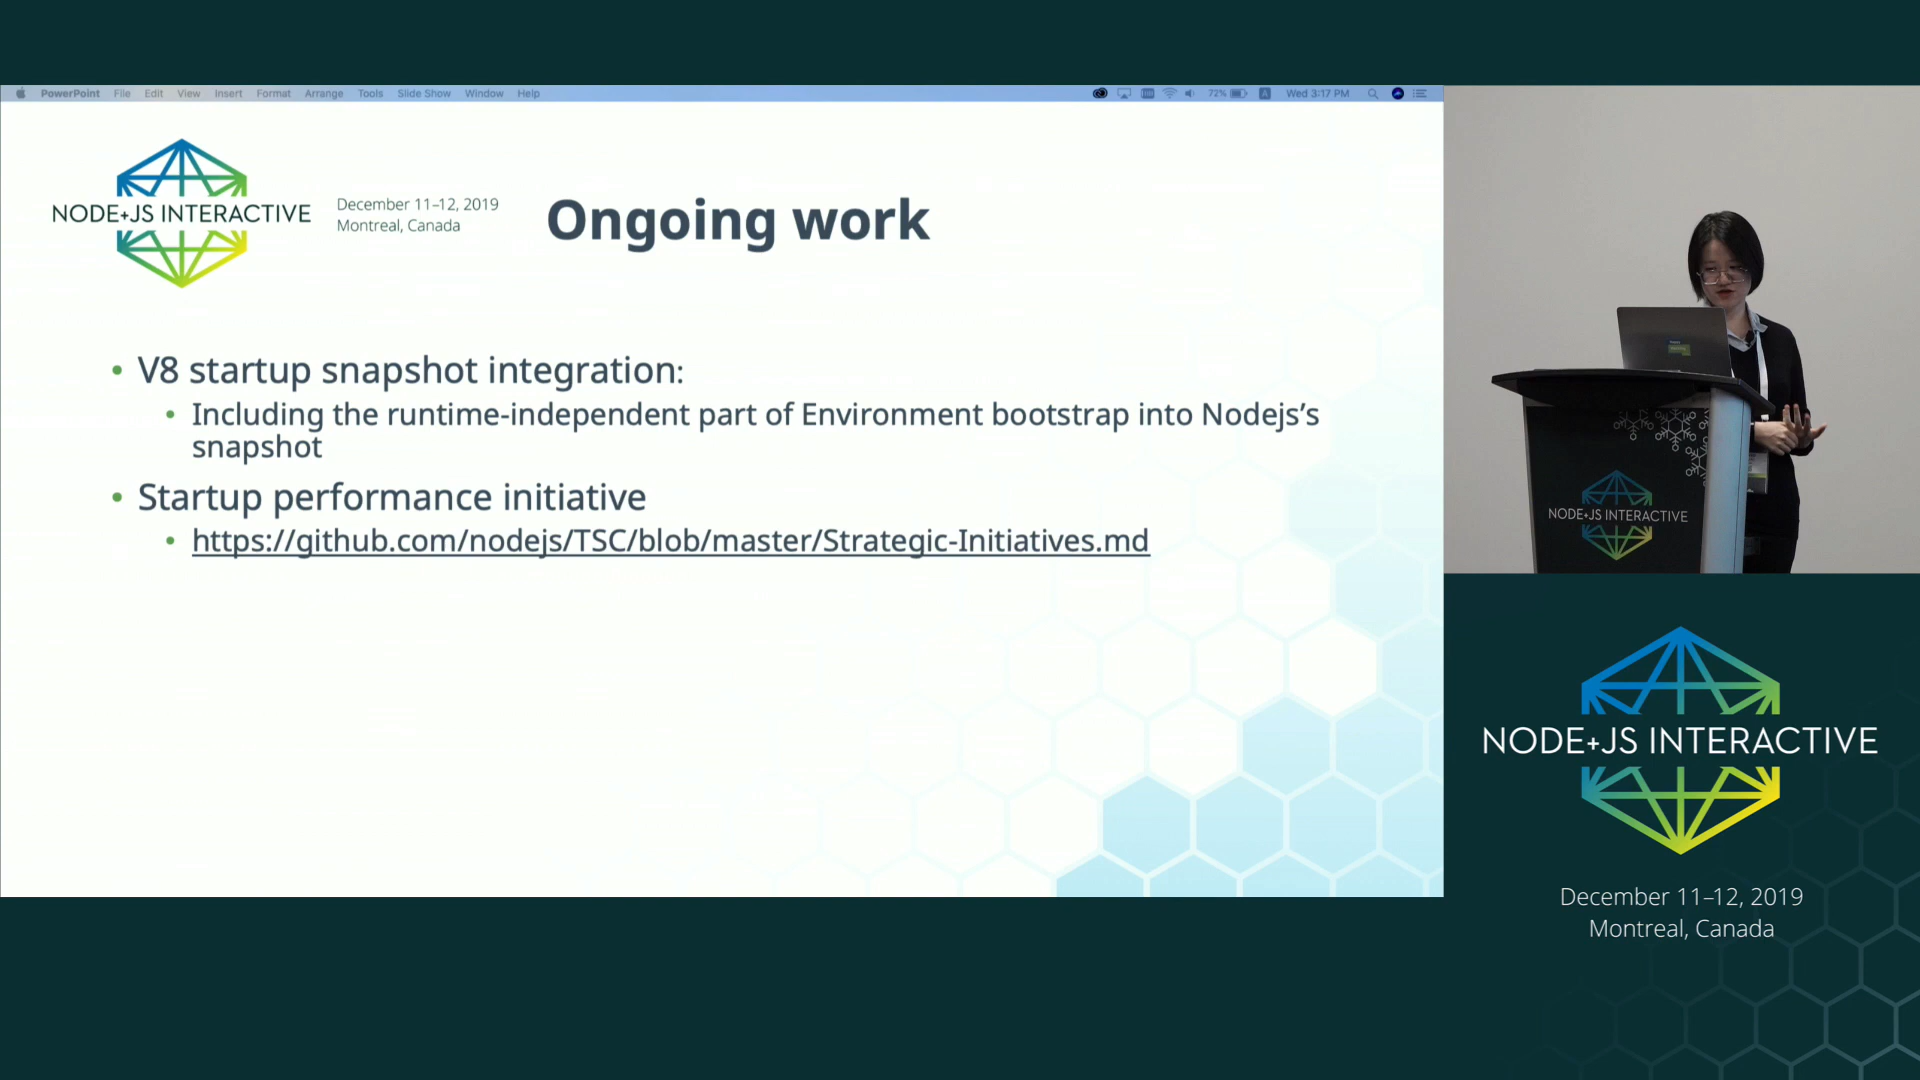 PowerPoint File Edit View Insert Format Arrange Tools Slide Show Window Help
72% A Wed 3:17 PM
NODE+JS INTERACTIVE
December 11–12, 2019
Montreal, Canada
Ongoing work
• V8 startup snapshot integration:
• Including the runtime-independent part of Environment bootstrap into Nodejs’s
snapshot
• Startup performance initiative
• https://github.com/nodejs/TSC/blob/master/Strategic-Initiatives.md
NODE+JS INTERACTIVE
NODE+JS INTERACTIVE
December 11–12, 2019
Montreal, Canada